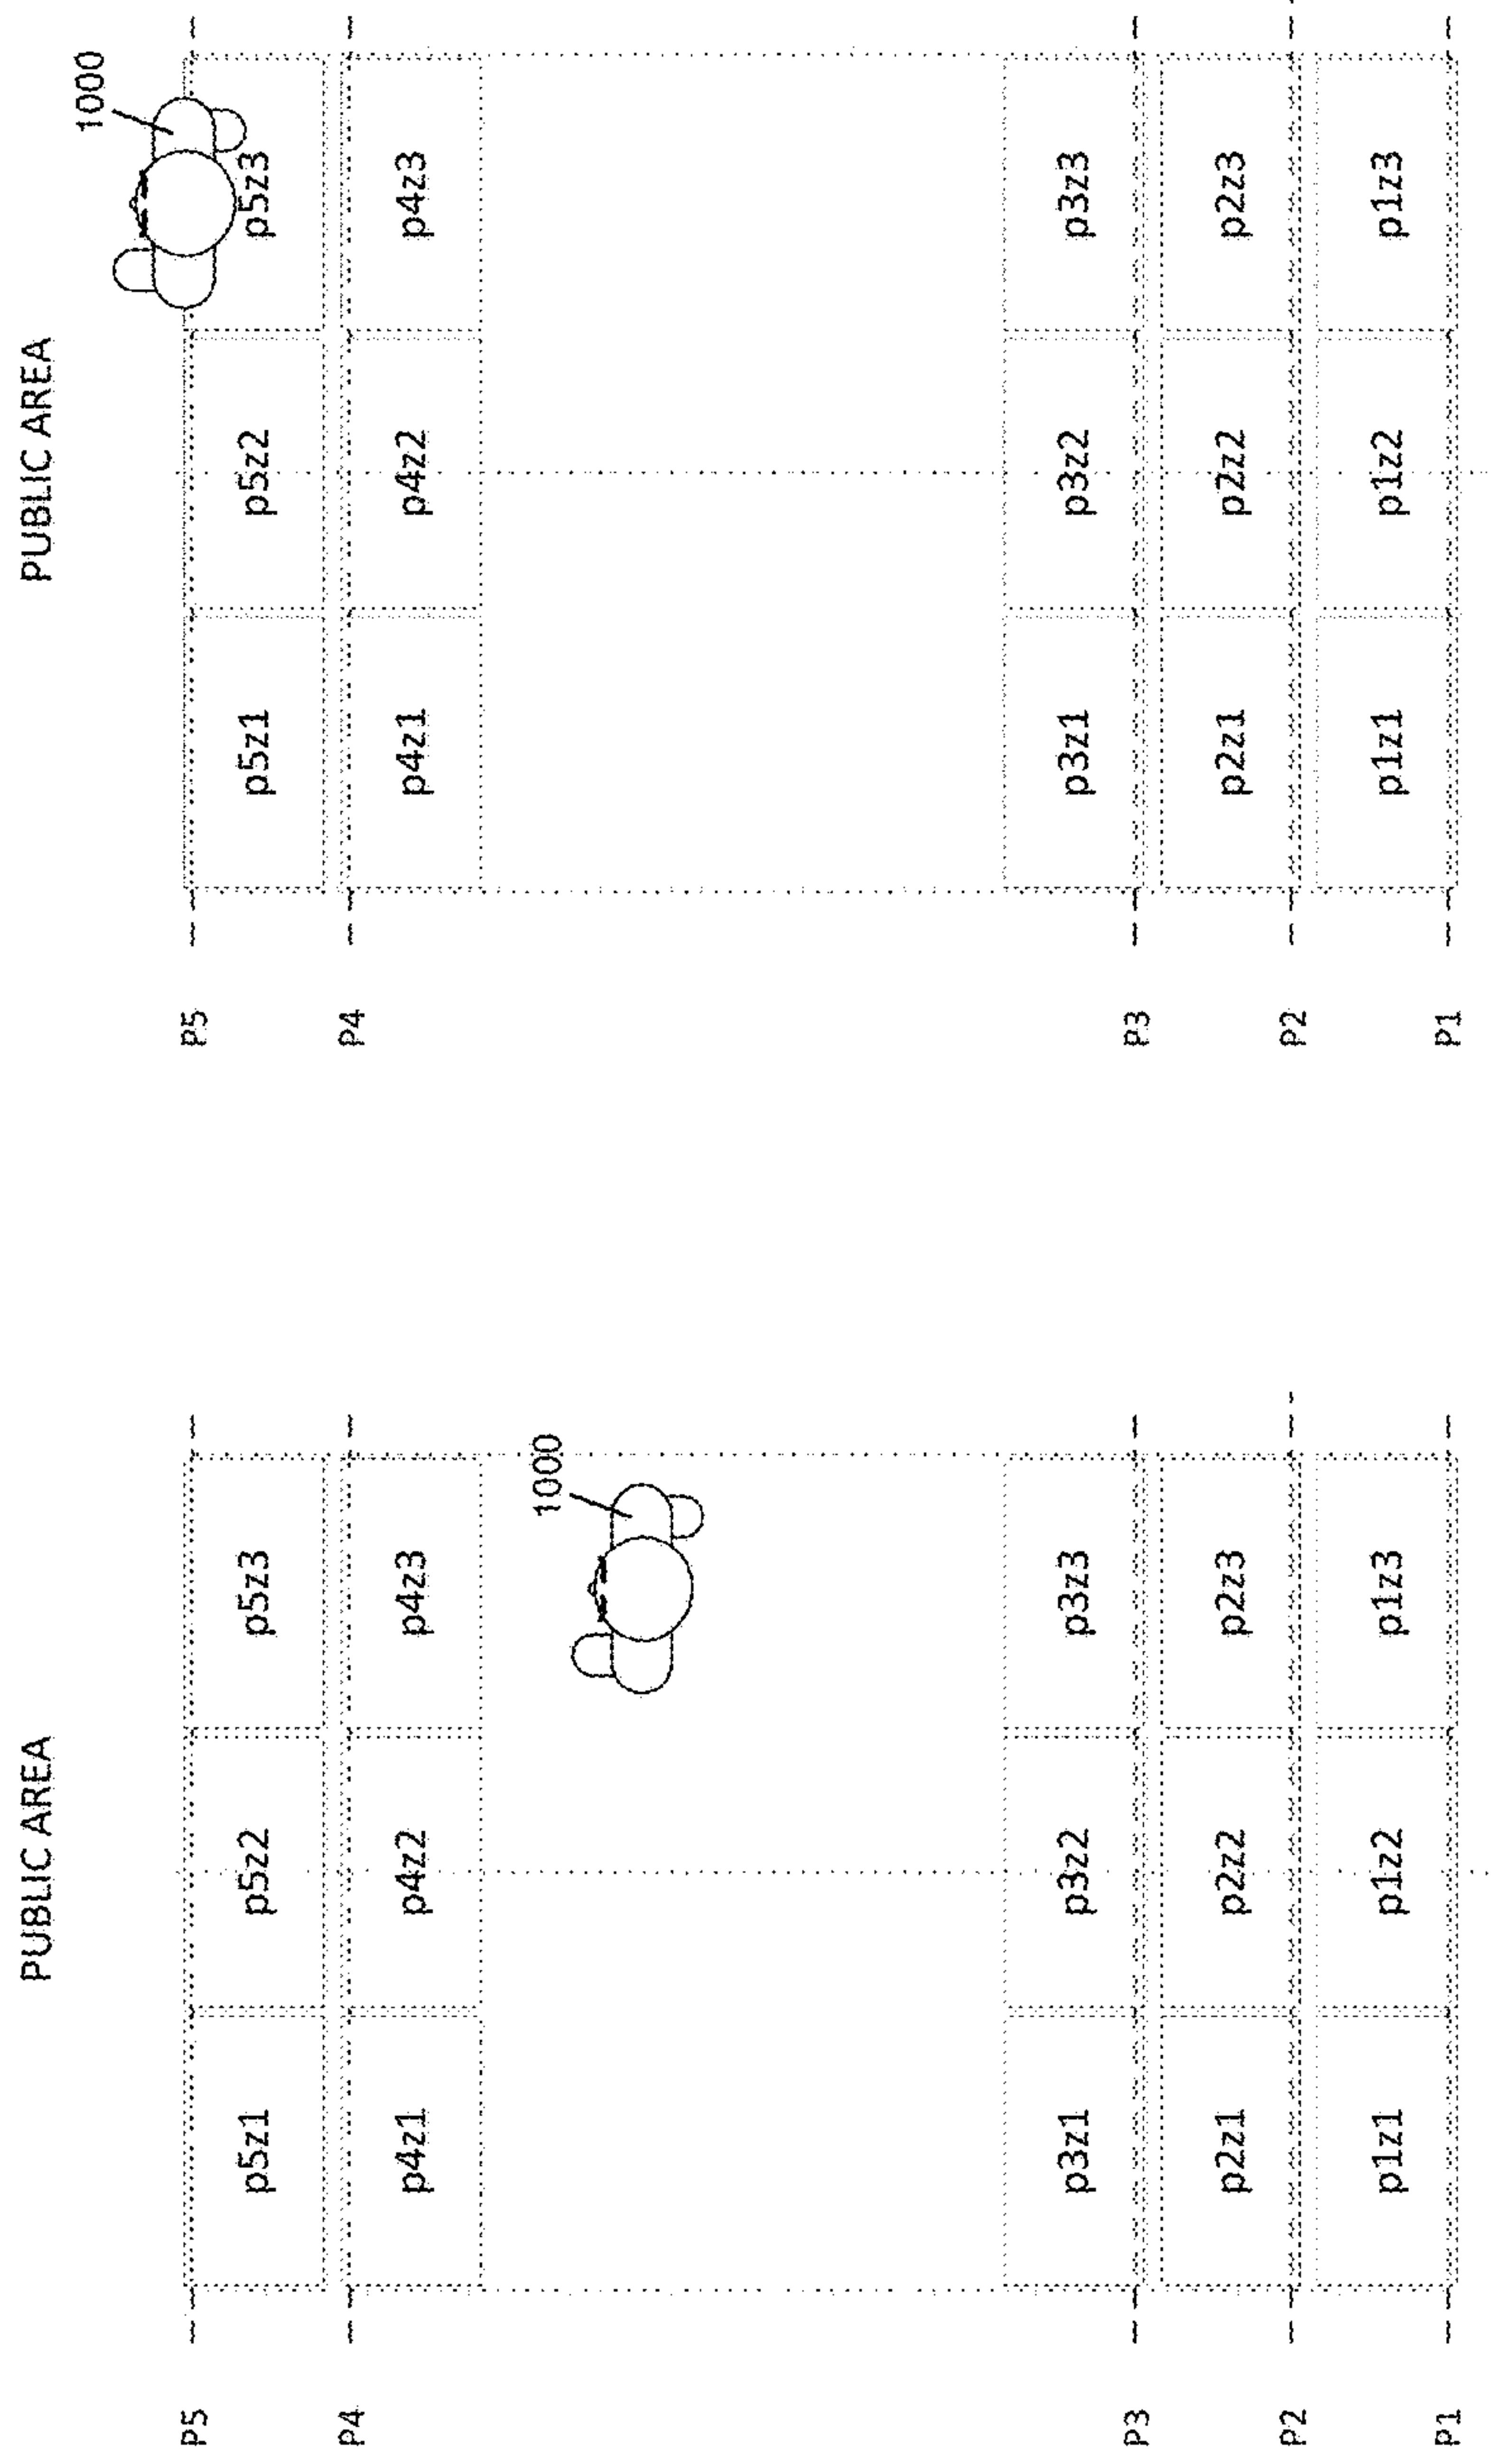 PUBLIC AREA
P5
p5z1 p5z2 p5z3
P4
p4z1 p4z2 p4z3
1000
P3
p3z1 p3z2 p3z3
P2
p2z1 p2z2 p2z3
P1
p1z1 p1z2 p1z3
PUBLIC AREA
1000
P5
p5z1 p5z2 p5z3
P4
p4z1 p4z2 p4z3
P3
p3z1 p3z2 p3z3
P2
p2z1 p2z2 p2z3
P1
p1z1 p1z2 p1z3